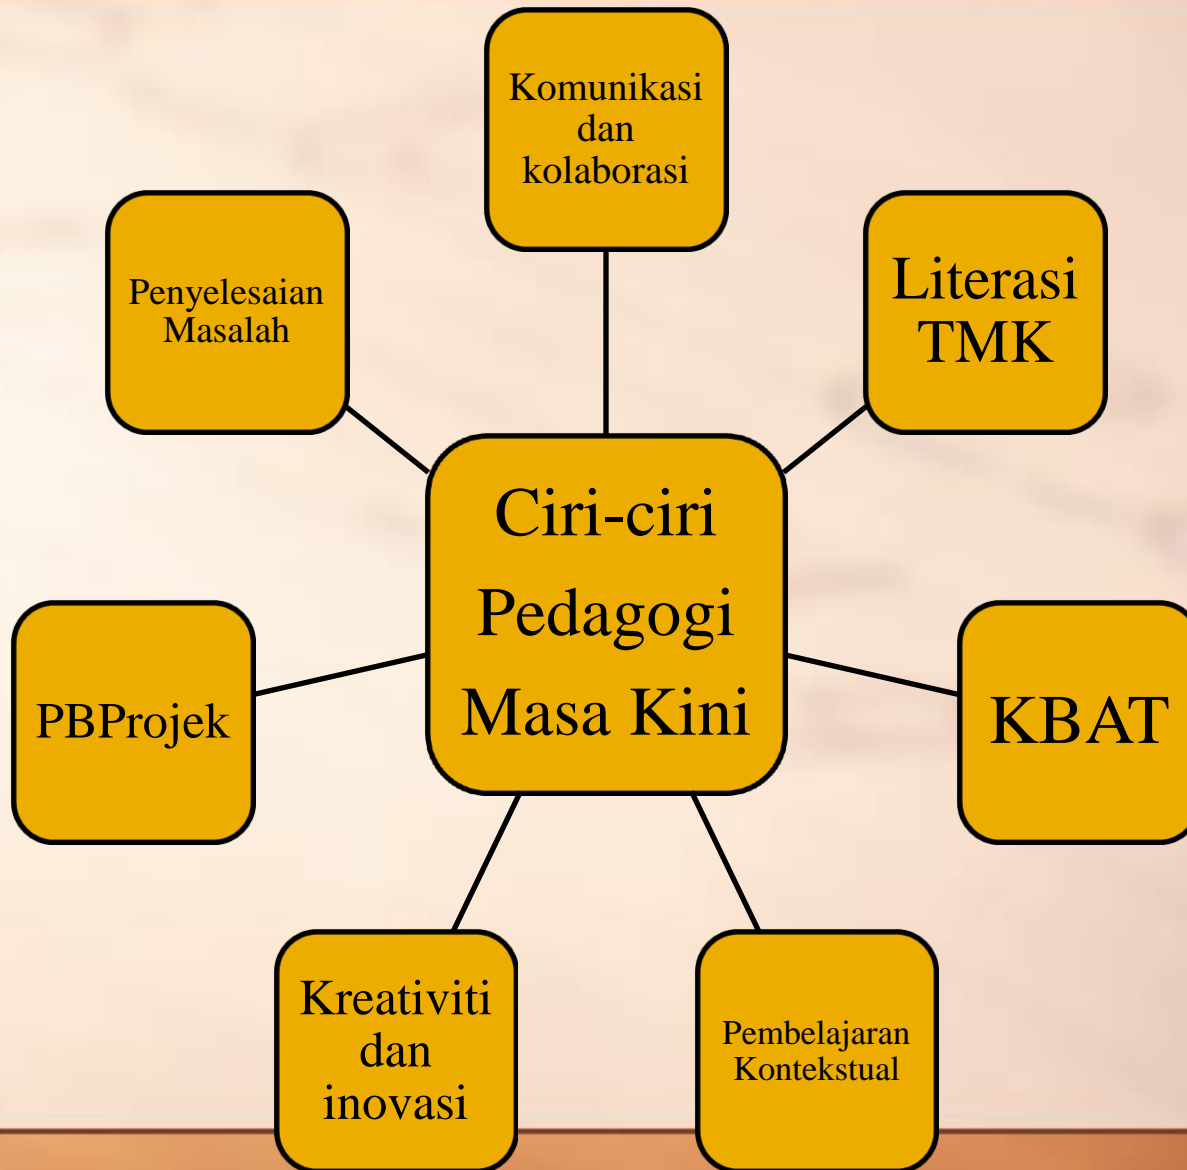 Komunikasi
dan
kolaborasi
Literasi
TMK
Penyelesaian
Masalah
Ciri-ciri
Pedagogi
Masa Kini
PBProjek
KBAT
Kreativiti
dan
inovasi
Pembelajaran
Kontekstual